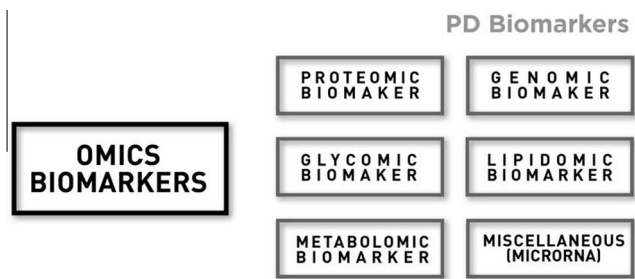 PD Biomarkers
PROTEOMIC
BIOMAKER
GENOMIC
BIOMAKER
OMICS
BIOMARKERS
GLYCOMIC
BIOMAKER
LIPIDOMIC
BIOMARKER
METABOLOMIC
BIOMARKER
MISCELLANEOUS
(MICRORNA)